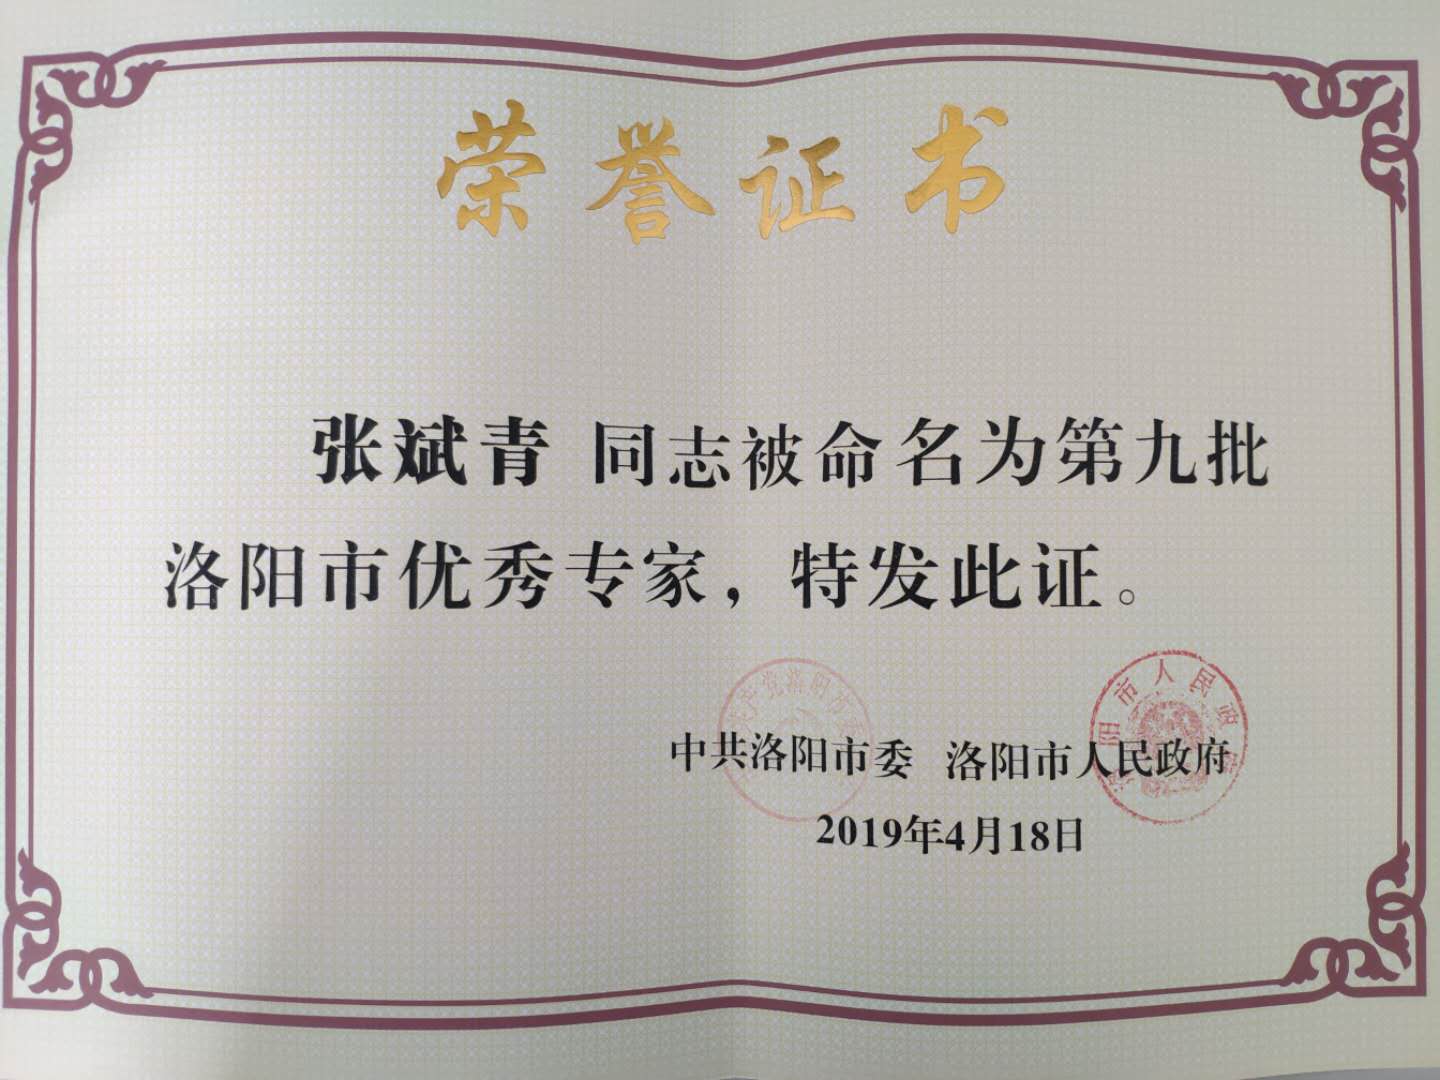 荣誉证书
张斌青 同志被命名为第九批
洛阳市优秀专家，特发此证。
中共洛阳市委 洛阳市人民政府
2019年4月18日